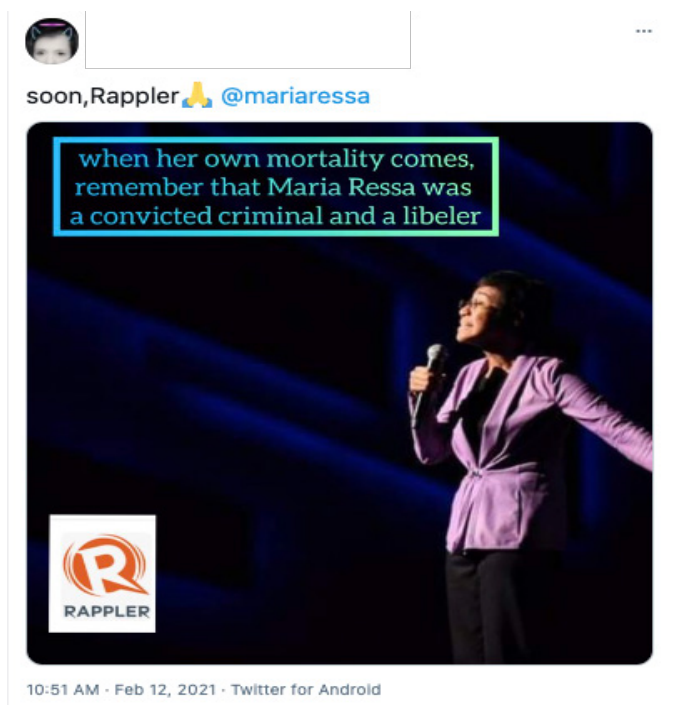 soon,Rappler🙏 @mariaressa
when her own mortality comes,
remember that Maria Ressa was
a convicted criminal and a libeler
RAPPLER
10:51 AM · Feb 12, 2021 · Twitter for Android